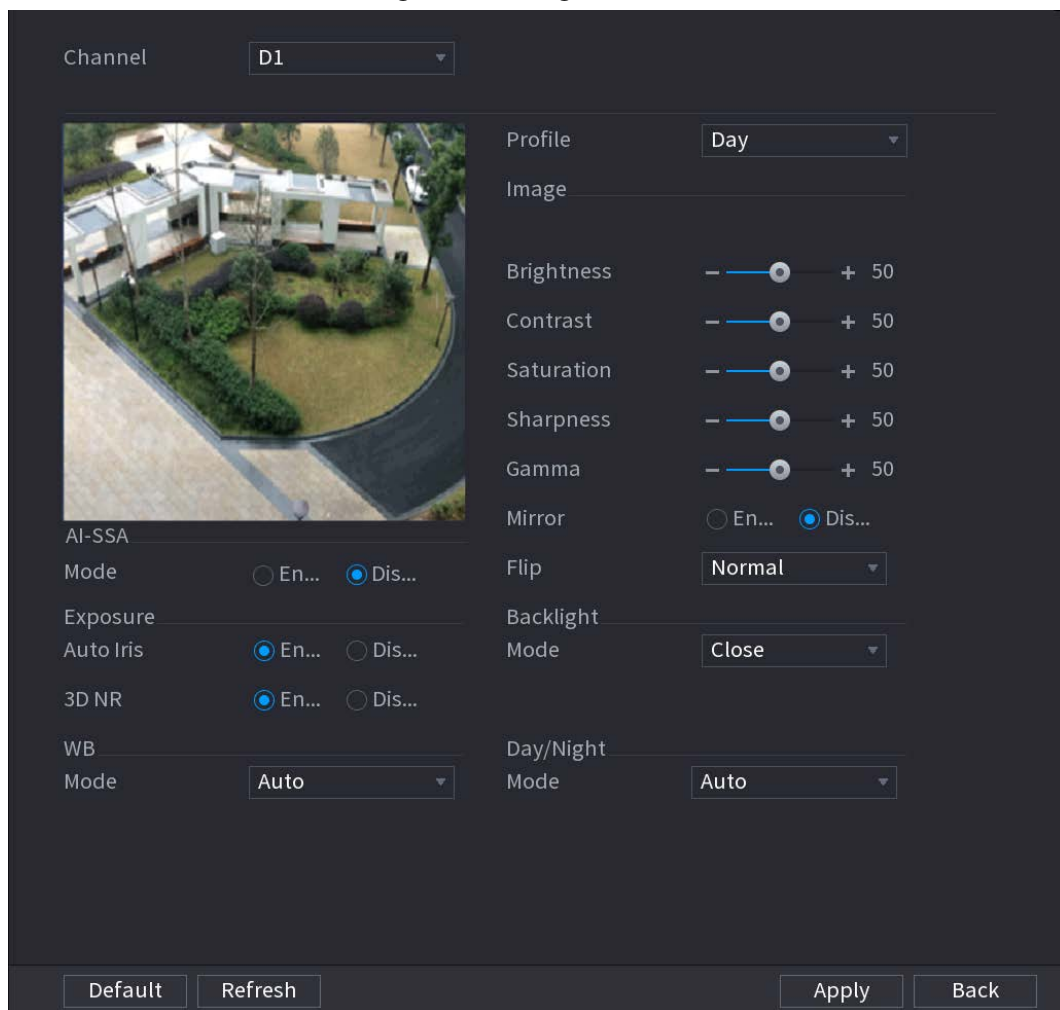 Channel D1
Profile Day
Image
Brightness 50
Contrast 50
Saturation 50
Sharpness 50
Gamma 50
Mirror En... Dis...
Flip Normal
Backlight
Mode Close
AI-SSA
Mode En... Dis...
Exposure
Auto Iris En... Dis...
3D NR En... Dis...
WB
Mode Auto
Day/Night
Mode Auto
Default Refresh Apply Back